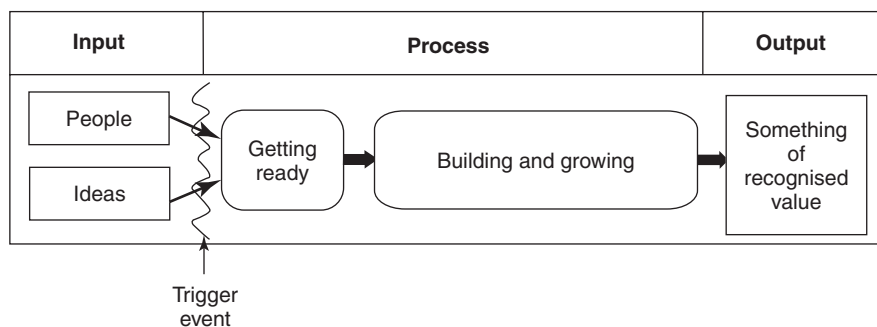 Input
Process
Output
People
Ideas
Getting
ready
Building and growing
Something
of
recognised
value
Trigger
event